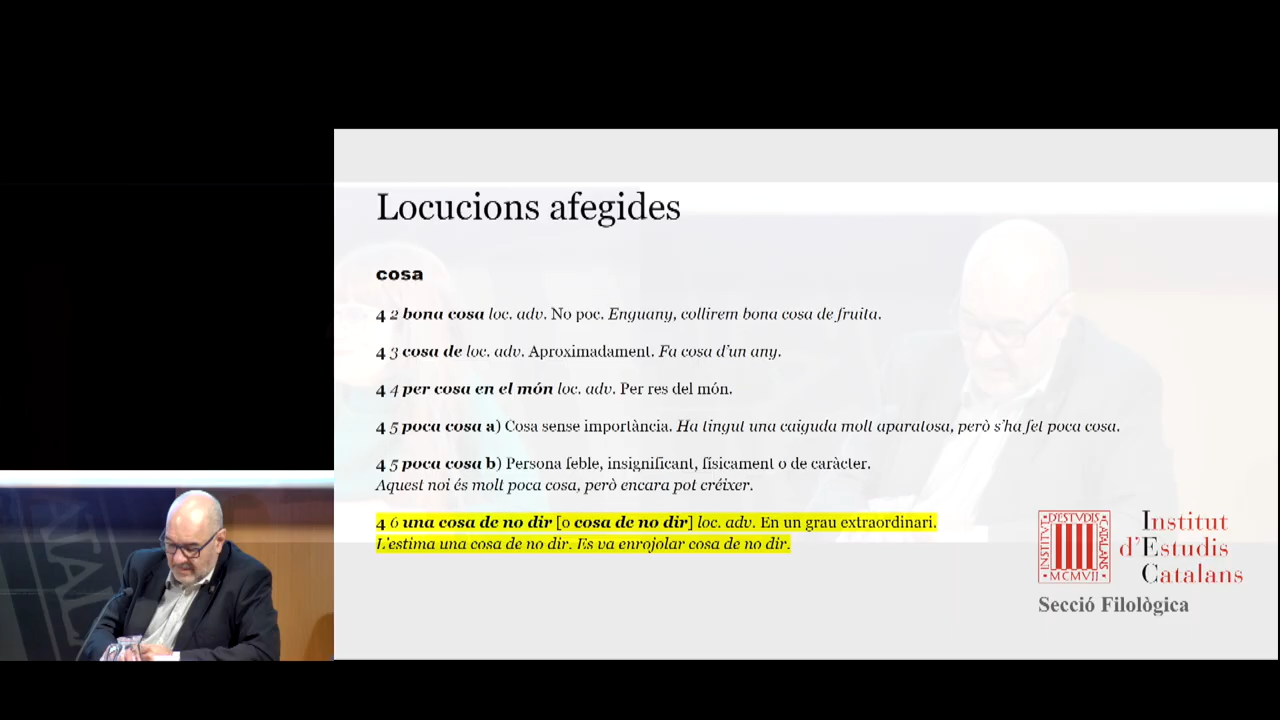 Locucions afegides
cosa
4 2 bona cosa loc. adv. No poc. Enguany, collirem bona cosa de fruita.
4 3 cosa de loc. adv. Aproximadament. Fa cosa d'un any.
4 4 per cosa en el món loc. adv. Per res del món.
4 5 poca cosa a) Cosa sense importància. Ha tingut una caiguda molt aparatosa, però s'ha fet poca cosa.
4 5 poca cosa b) Persona feble, insignificant, físicament o de caràcter.
Aquest noi és molt poca cosa, però encara pot créixer.
4 6 una cosa de no dir [o cosa de no dir] loc. adv. En un grau extraordinari.
L'estima una cosa de no dir. Es va enrojolar cosa de no dir.
INSTITUT D'ESTUDIS CATALANS
MCMVII
Institut
d'Estudis
Catalans
Secció Filològica